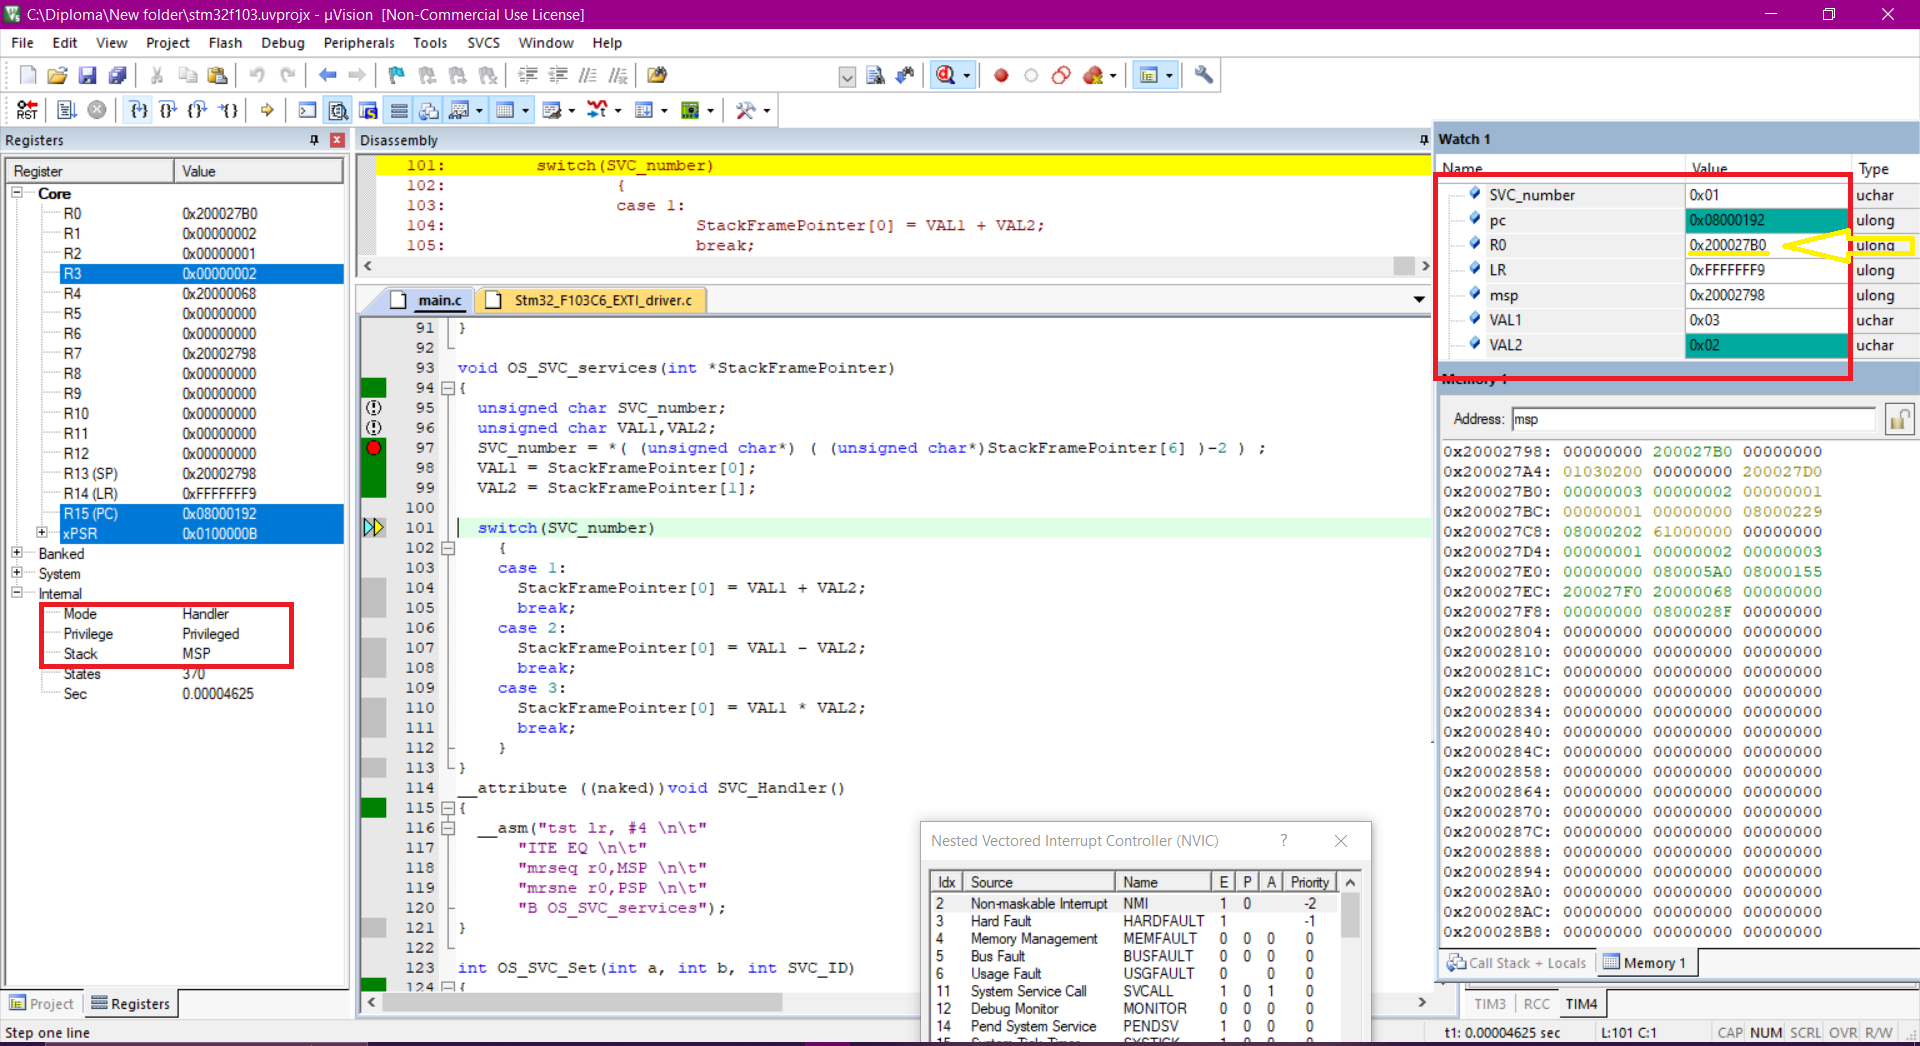 C:\Diploma\New folder\stm32f103.uvprojx - µVision  [Non-Commercial Use License]
File Edit View Project Flash Debug Peripherals Tools SVCS Window Help
Registers
Register Value
Core
R0 0x200027B0
R1 0x00000002
R2 0x00000001
R3 0x00000002
R4 0x20000068
R5 0x00000000
R6 0x00000000
R7 0x20002798
R8 0x00000000
R9 0x00000000
R10 0x00000000
R11 0x00000000
R12 0x00000000
R13 (SP) 0x20002798
R14 (LR) 0xFFFFFFF9
R15 (PC) 0x08000192
xPSR 0x0100000B
Banked
System
Internal
Mode Handler
Privilege Privileged
Stack MSP
States 370
Sec 0.00004625
Project Registers
Disassembly
101: switch(SVC_number)
102: {
103: case 1:
104: StackFramePointer[0] = VAL1 + VAL2;
105: break;
main.c Stm32_F103C6_EXTI_driver.c
91 }
92
93 void OS_SVC_services(int *StackFramePointer)
94 {
95 unsigned char SVC_number;
96 unsigned char VAL1,VAL2;
97 SVC_number = *( (unsigned char*) ( (unsigned char*)StackFramePointer[6] )-2 ) ;
98 VAL1 = StackFramePointer[0];
99 VAL2 = StackFramePointer[1];
100
101 switch(SVC_number)
102 {
103 case 1:
104 StackFramePointer[0] = VAL1 + VAL2;
105 break;
106 case 2:
107 StackFramePointer[0] = VAL1 - VAL2;
108 break;
109 case 3:
110 StackFramePointer[0] = VAL1 * VAL2;
111 break;
112 }
113 }
114 __attribute ((naked))void SVC_Handler()
115 {
116 __asm("tst lr, #4 \n\t"
117 "ITE EQ \n\t"
118 "mrseq r0,MSP \n\t"
119 "mrsne r0,PSP \n\t"
120 "B OS_SVC_services");
121 }
122
123 int OS_SVC_Set(int a, int b, int SVC_ID)
124 {
Nested Vectored Interrupt Controller (NVIC) ?
Idx Source Name E P A Priority
2 Non-maskable Interrupt NMI 1 0 -2
3 Hard Fault HARDFAULT 1 -1
4 Memory Management MEMFAULT 0 0 0 0
5 Bus Fault BUSFAULT 0 0 0 0
6 Usage Fault USGFAULT 0 0 0
11 System Service Call SVCALL 1 0 1 0
12 Debug Monitor MONITOR 0 0 0 0
14 Pend System Service PENDSV 1 0 0 0
15 System Tick Timer SYSTICK
Watch 1
Name Value Type
SVC_number 0x01 uchar
pc 0x08000192 ulong
R0 0x200027B0 ulong
LR 0xFFFFFFF9 ulong
msp 0x20002798 ulong
VAL1 0x03 uchar
VAL2 0x02 uchar
Memory 1
Address: msp
0x20002798: 00000000 200027B0 00000000
0x200027A4: 01030200 00000000 200027D0
0x200027B0: 00000003 00000002 00000001
0x200027BC: 00000001 00000000 08000229
0x200027C8: 08000202 61000000 00000000
0x200027D4: 00000001 00000002 00000003
0x200027E0: 00000000 080005A0 08000155
0x200027EC: 200027F0 20000068 00000000
0x200027F8: 00000000 0800028F 00000000
0x20002804: 00000000 00000000 00000000
0x20002810: 00000000 00000000 00000000
0x2000281C: 00000000 00000000 00000000
0x20002828: 00000000 00000000 00000000
0x20002834: 00000000 00000000 00000000
0x20002840: 00000000 00000000 00000000
0x2000284C: 00000000 00000000 00000000
0x20002858: 00000000 00000000 00000000
0x20002864: 00000000 00000000 00000000
0x20002870: 00000000 00000000 00000000
0x2000287C: 00000000 00000000 00000000
0x20002888: 00000000 00000000 00000000
0x20002894: 00000000 00000000 00000000
0x200028A0: 00000000 00000000 00000000
0x200028AC: 00000000 00000000 00000000
0x200028B8: 00000000 00000000 00000000
Call Stack + Locals Memory 1
TIM3 RCC TIM4
Step one line t1: 0.00004625 sec L:101 C:1 CAP NUM SCRL OVR R/W